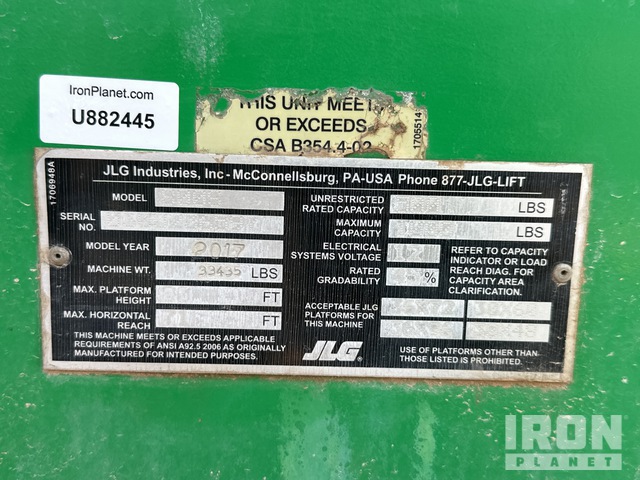 IronPlanet.com
U882445
THIS UNIT MEETS
OR EXCEEDS
CSA B354.4-02
1705514
1706948A
JLG Industries, Inc - McConnellsburg, PA-USA Phone 877-JLG-LIFT
MODEL
SERIAL NO.
MODEL YEAR 2017
MACHINE WT. 33435 LBS
MAX. PLATFORM HEIGHT FT
MAX. HORIZONTAL REACH FT
THIS MACHINE MEETS OR EXCEEDS APPLICABLE
REQUIREMENTS OF ANSI A92.5 2006 AS ORIGINALLY
MANUFACTURED FOR INTENDED PURPOSES.
UNRESTRICTED RATED CAPACITY LBS
MAXIMUM CAPACITY LBS
ELECTRICAL SYSTEMS VOLTAGE
RATED GRADABILITY %
REFER TO CAPACITY
INDICATOR OR LOAD
REACH DIAG. FOR
CAPACITY AREA
CLARIFICATION.
ACCEPTABLE JLG
PLATFORMS FOR
THIS MACHINE
JLG
USE OF PLATFORMS OTHER THAN
THOSE LISTED IS PROHIBITED.
IRON
PLANET